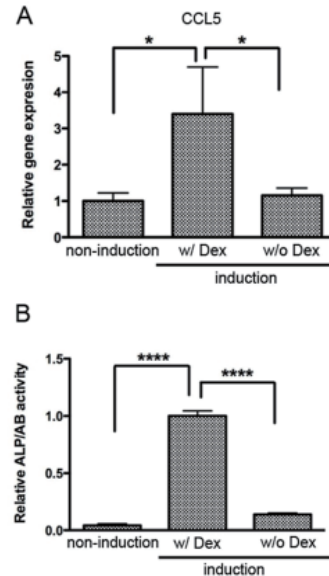 A
CCL5
* *
Relative gene expresion
5
4
3
2
1
0
non-induction w/ Dex w/o Dex
induction
B
**** ****
Relative ALP/AB activity
1.5
1.0
0.5
0.0
non-induction w/ Dex w/o Dex
induction